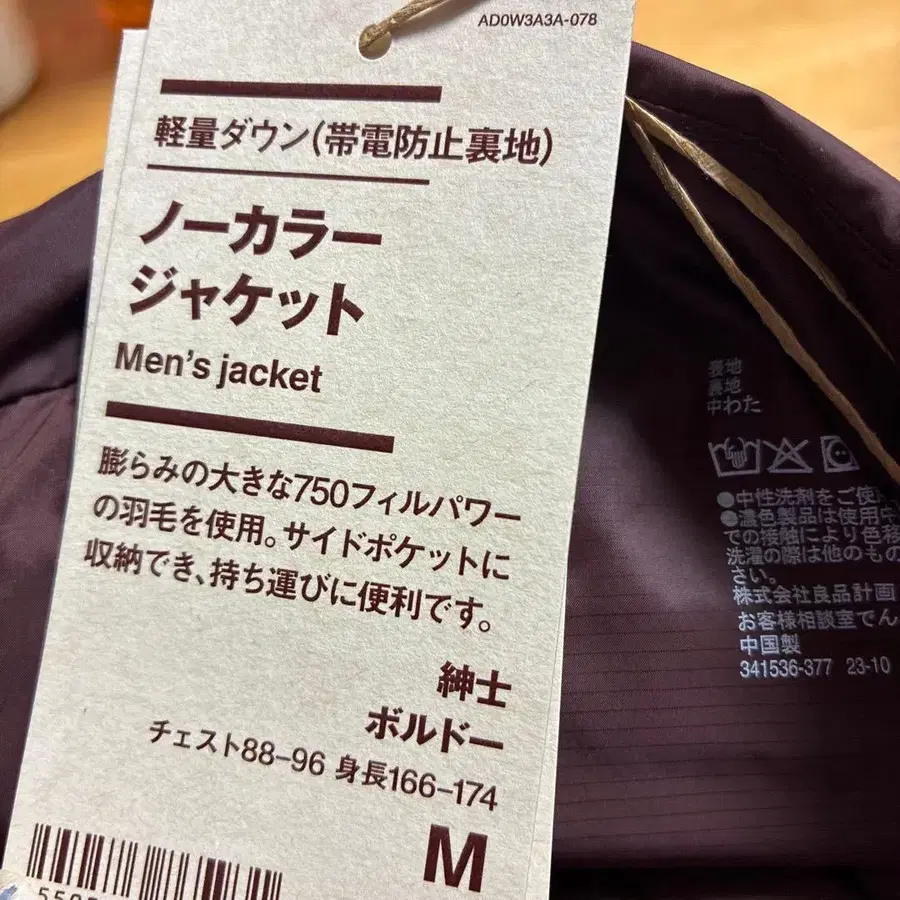 AD0W3A3A-078
軽量ダウン(帯電防止裏地)
ノーカラー
ジャケット
Men's jacket
膨らみの大きな750フィルパワー
の羽毛を使用。サイドポケットに
収納でき、持ち運びに便利です。
紳士
ボルドー
チェスト88-96 身長166-174
M
裏地
中わた
●中性洗剤をご使
●濃色製品は使用
での接触により色移
洗濯の際は他のもの
さい。
株式会社良品計画
お客様相談室でん
中国製
341536-377 23-10